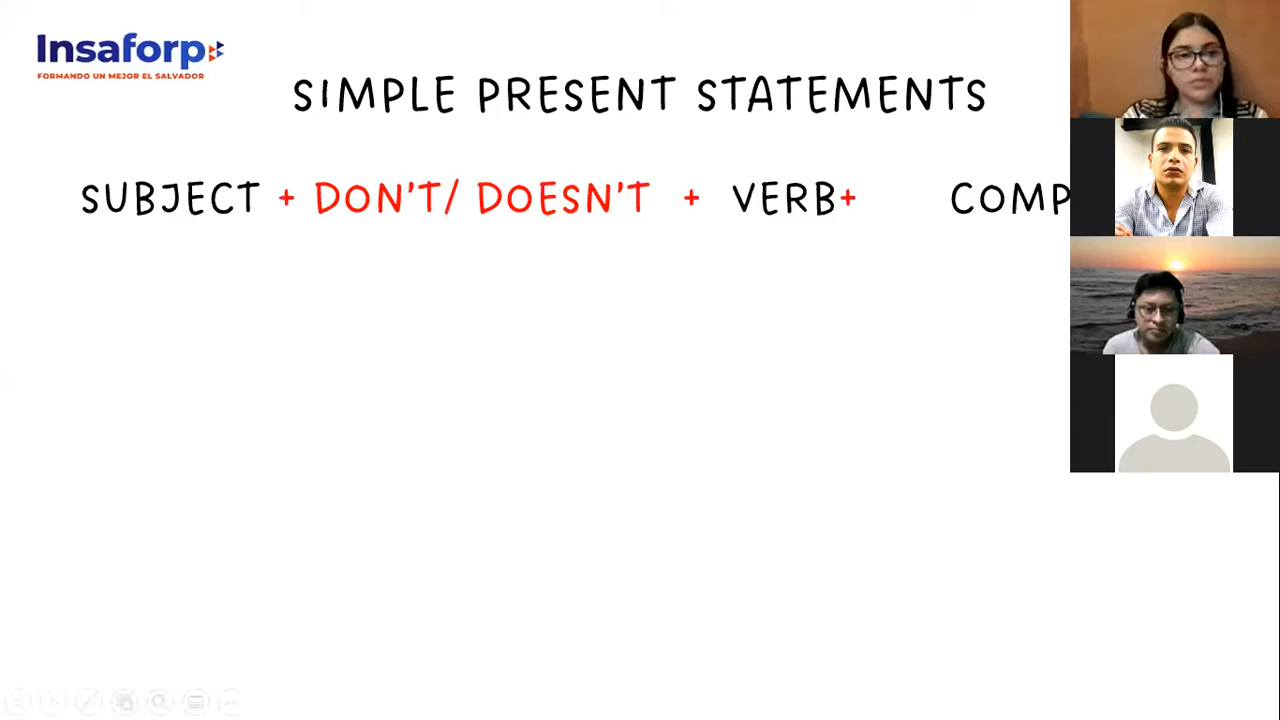 Insaforp
FORMANDO UN MEJOR EL SALVADOR
SIMPLE PRESENT STATEMENTS
SUBJECT + DON'T/ DOESN'T + VERB+ COMP